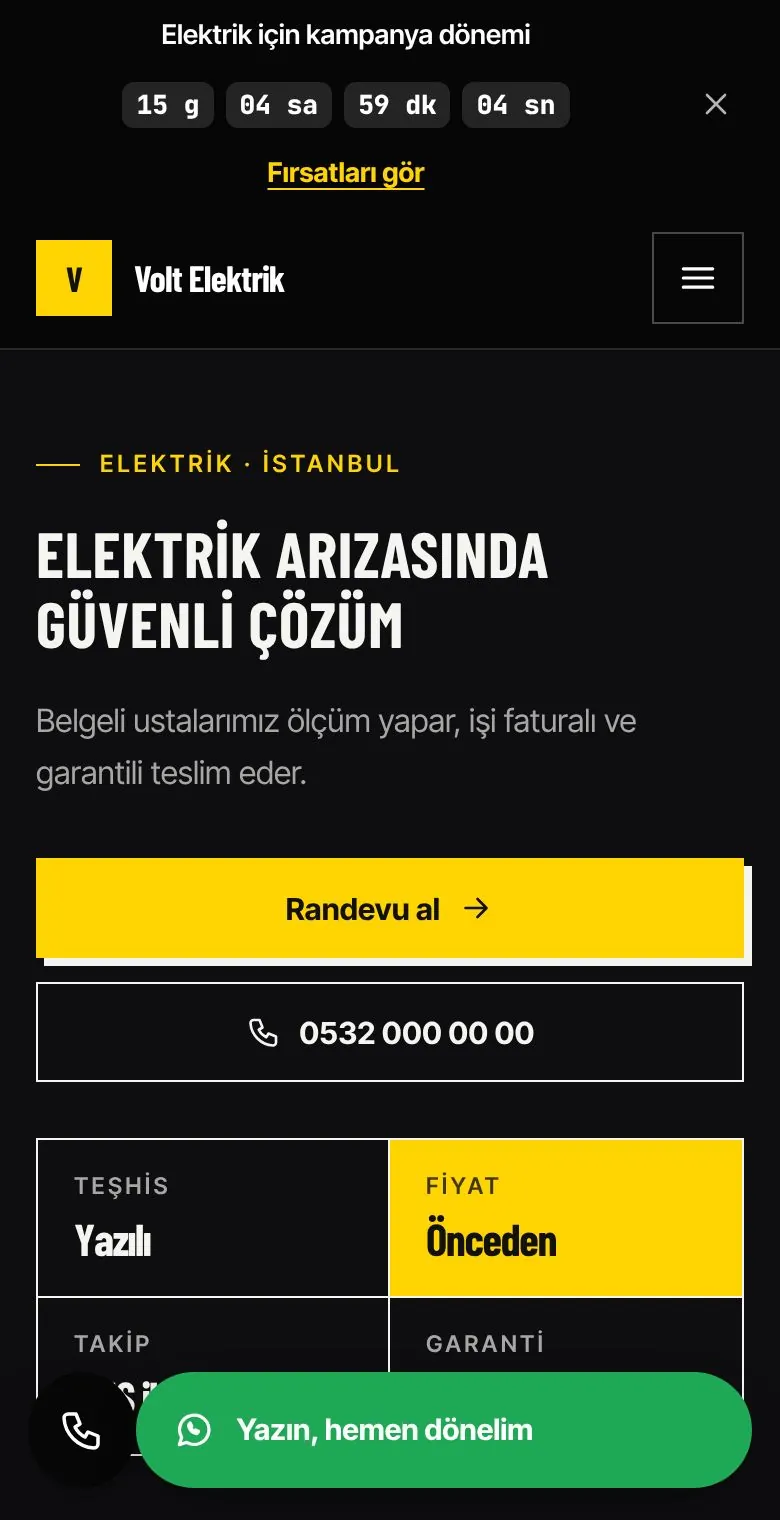 Elektrik için kampanya dönemi
15 g 04 sa 59 dk 04 sn
Fırsatları gör
V Volt Elektrik
ELEKTRİK · İSTANBUL
ELEKTRİK ARIZASINDA
GÜVENLİ ÇÖZÜM
Belgeli ustalarımız ölçüm yapar, işi faturalı ve
garantili teslim eder.
Randevu al →
0532 000 00 00
TEŞHİS
Yazılı
FİYAT
Önceden
TAKİP
GARANTİ
Yazın, hemen dönelim